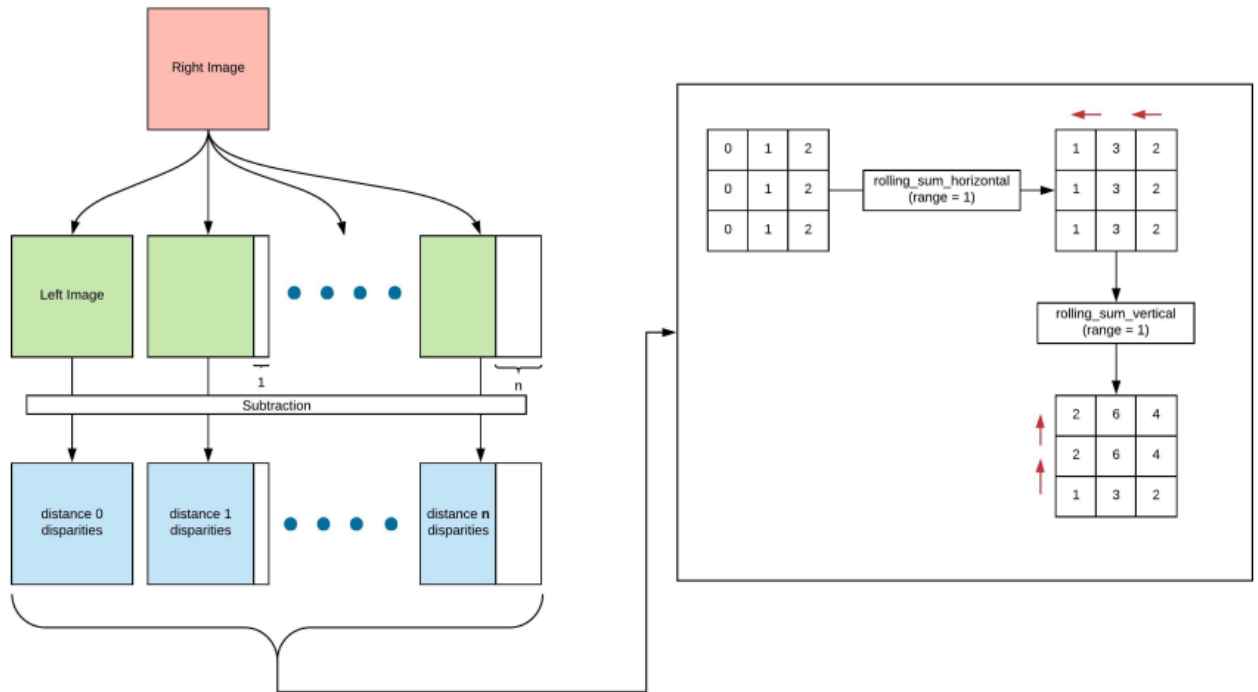 Right Image
Left Image
1
n
Subtraction
distance 0
disparities
distance 1
disparities
distance n
disparities
0 1 2
0 1 2
0 1 2
rolling_sum_horizontal
(range = 1)
1 3 2
1 3 2
1 3 2
rolling_sum_vertical
(range = 1)
2 6 4
2 6 4
1 3 2